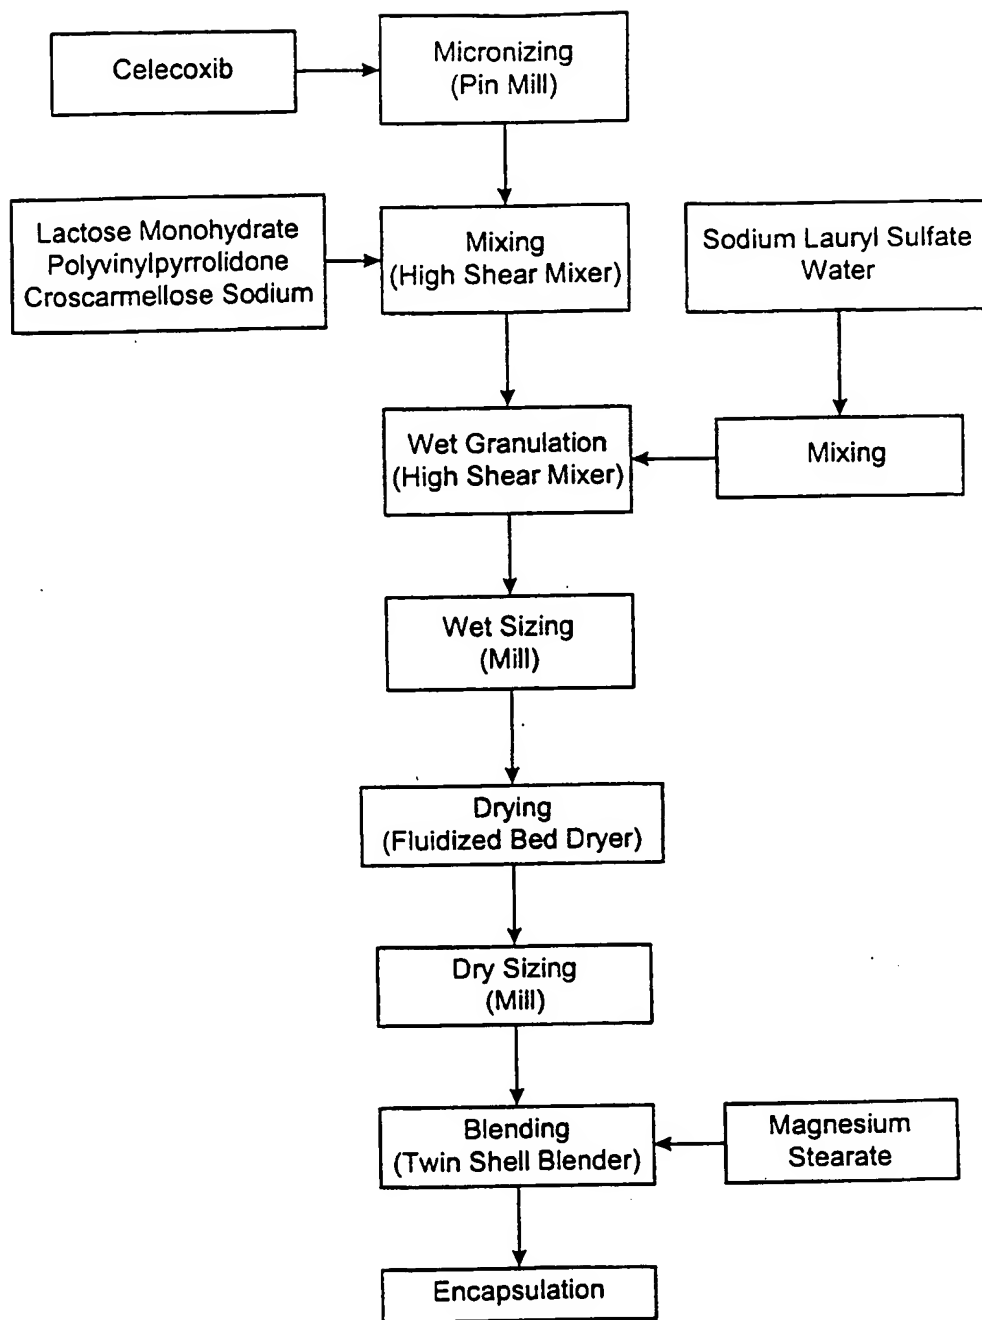 Celecoxib
Micronizing
(Pin Mill)
Lactose Monohydrate
Polyvinylpyrrolidone
Croscarmellose Sodium
Mixing
(High Shear Mixer)
Sodium Lauryl Sulfate
Water
Wet Granulation
(High Shear Mixer)
Mixing
Wet Sizing
(Mill)
Drying
(Fluidized Bed Dryer)
Dry Sizing
(Mill)
Blending
(Twin Shell Blender)
Magnesium
Stearate
Encapsulation